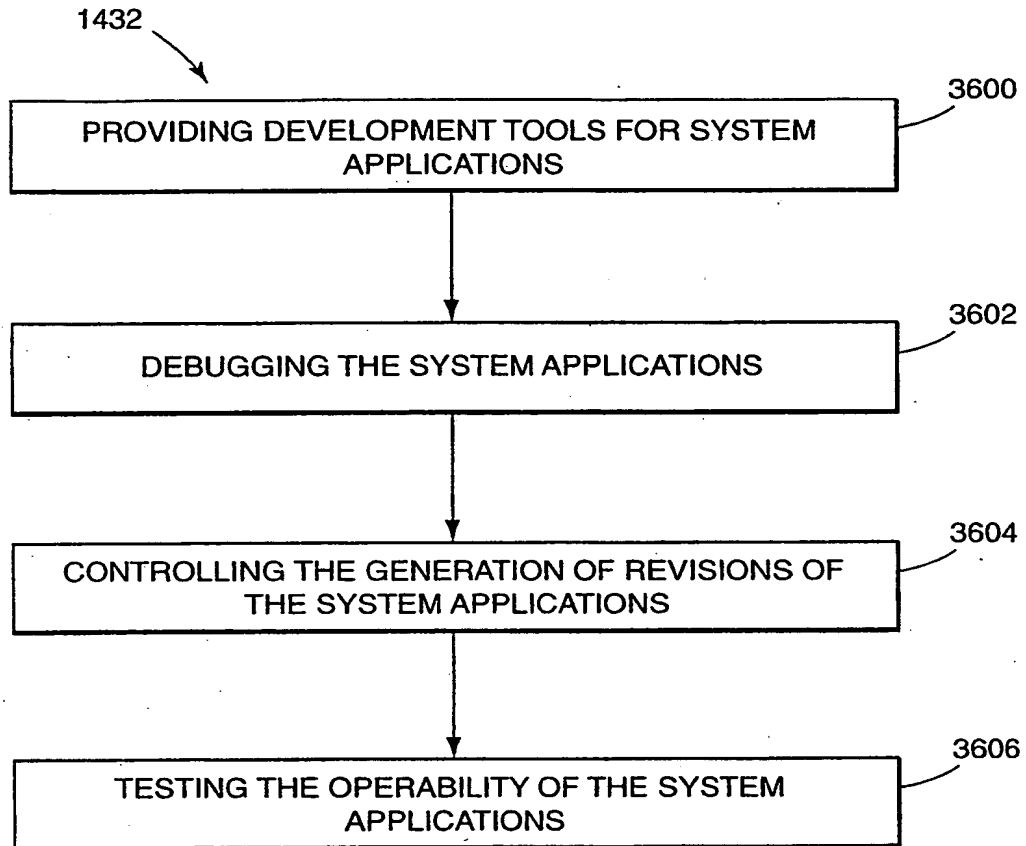 1432
3600
PROVIDING DEVELOPMENT TOOLS FOR SYSTEM
APPLICATIONS
3602
DEBUGGING THE SYSTEM APPLICATIONS
3604
CONTROLLING THE GENERATION OF REVISIONS OF
THE SYSTEM APPLICATIONS
3606
TESTING THE OPERABILITY OF THE SYSTEM
APPLICATIONS